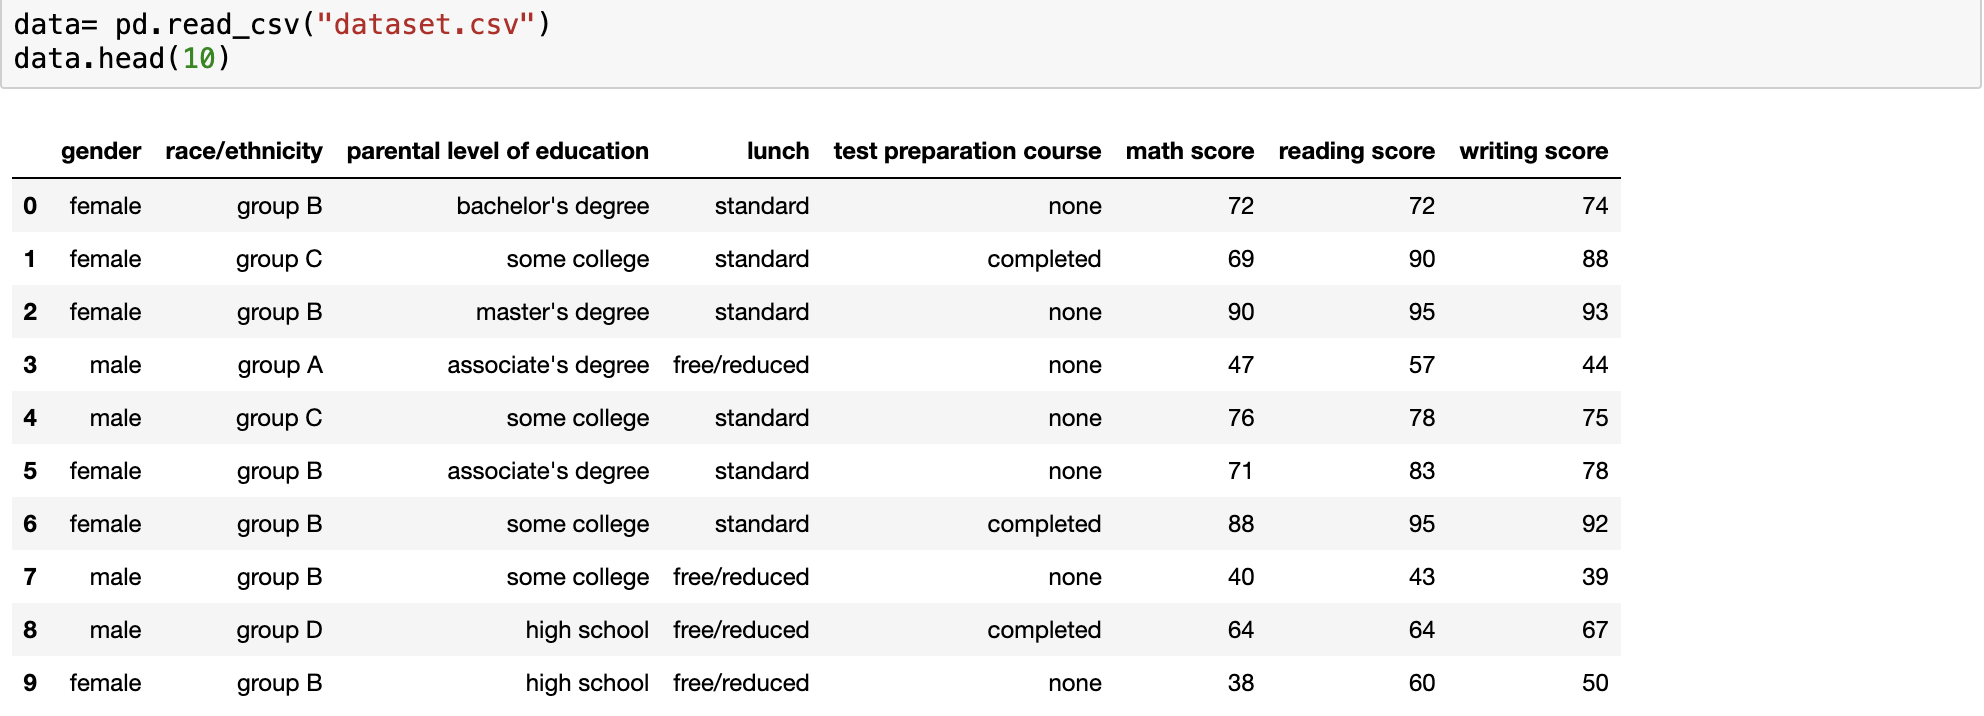 data= pd.read_csv("dataset.csv")
data.head(10)
gender race/ethnicity parental level of education lunch test preparation course math score reading score writing score
0 female group B bachelor's degree standard none 72 72 74
1 female group C some college standard completed 69 90 88
2 female group B master's degree standard none 90 95 93
3 male group A associate's degree free/reduced none 47 57 44
4 male group C some college standard none 76 78 75
5 female group B associate's degree standard none 71 83 78
6 female group B some college standard completed 88 95 92
7 male group B some college free/reduced none 40 43 39
8 male group D high school free/reduced completed 64 64 67
9 female group B high school free/reduced none 38 60 50